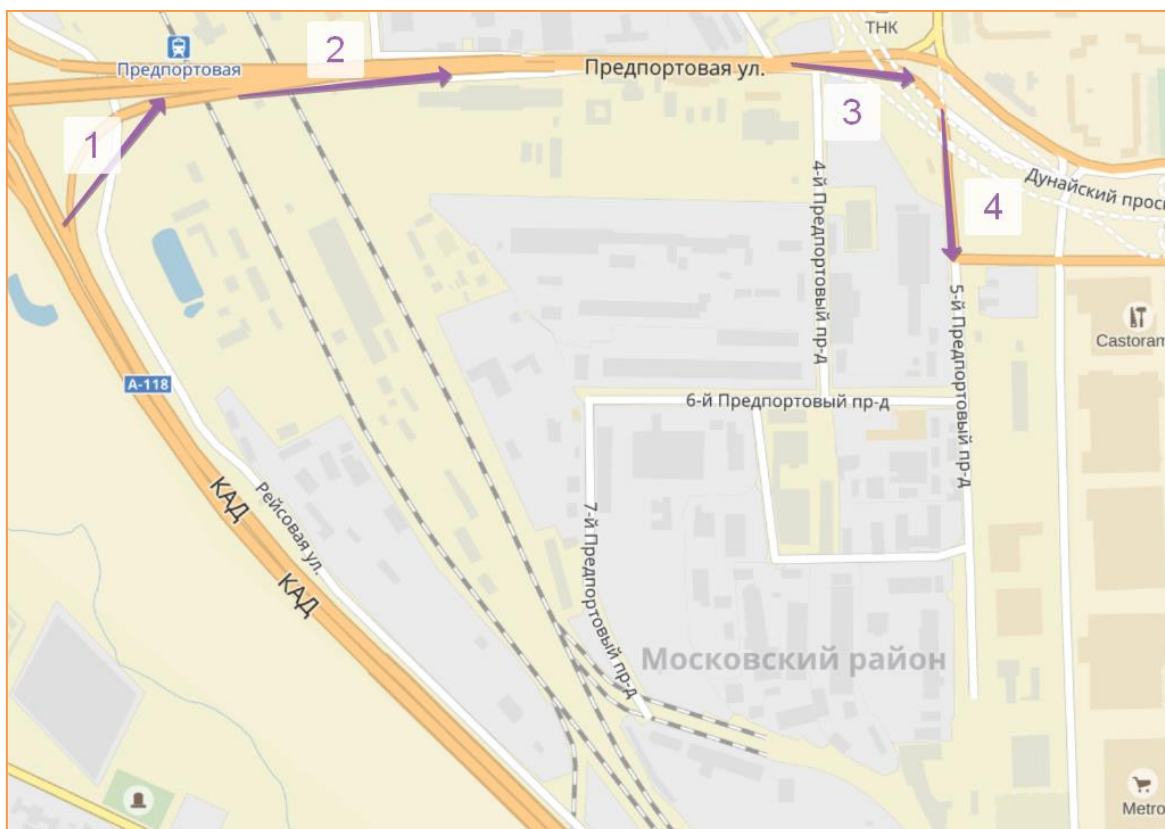 ТНК
2
Предпортовая
Предпортовая ул.
3
1
4-й Предпортовый пр-д
Дунайский просп
4
5-й Предпортовый пр-д
Castoram
А-118
6-й Предпортовый пр-д
КАД
Рейсовая ул.
7-й Предпортовый пр-д
КАД
Московский район
Metro